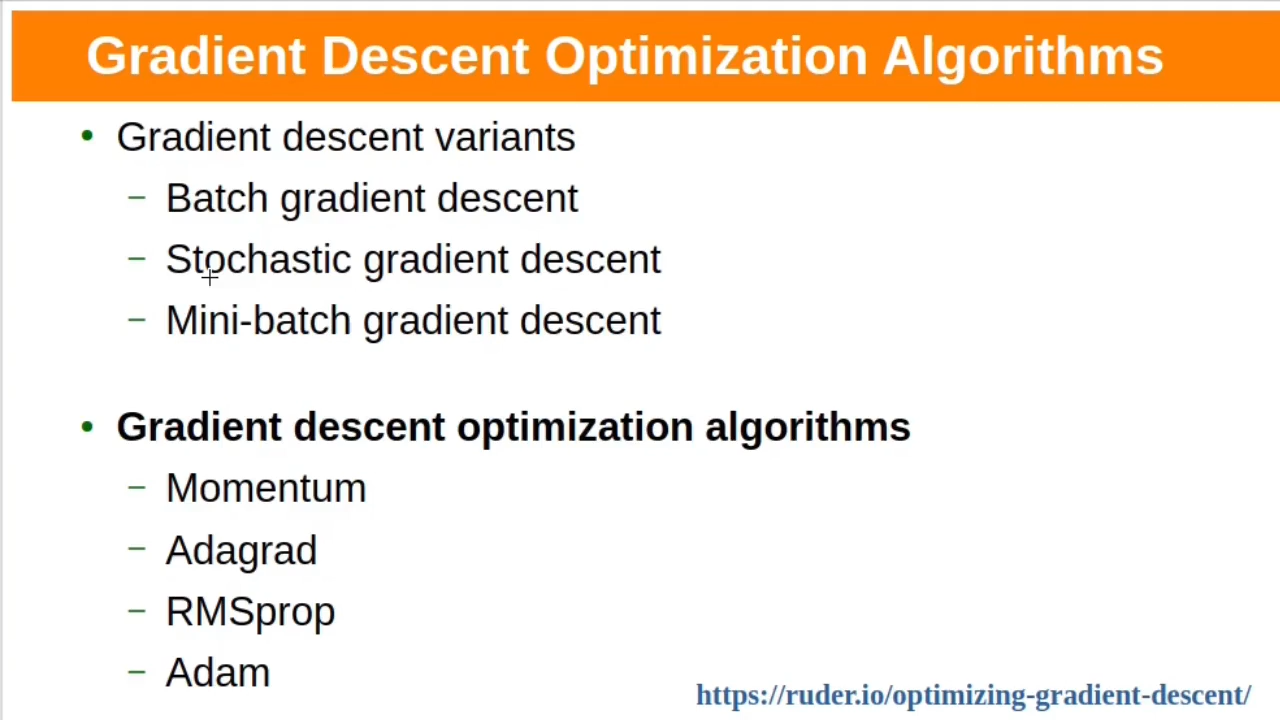 Gradient Descent Optimization Algorithms
• Gradient descent variants
– Batch gradient descent
– Stochastic gradient descent
– Mini-batch gradient descent
• Gradient descent optimization algorithms
– Momentum
– Adagrad
– RMSprop
– Adam
https://ruder.io/optimizing-gradient-descent/